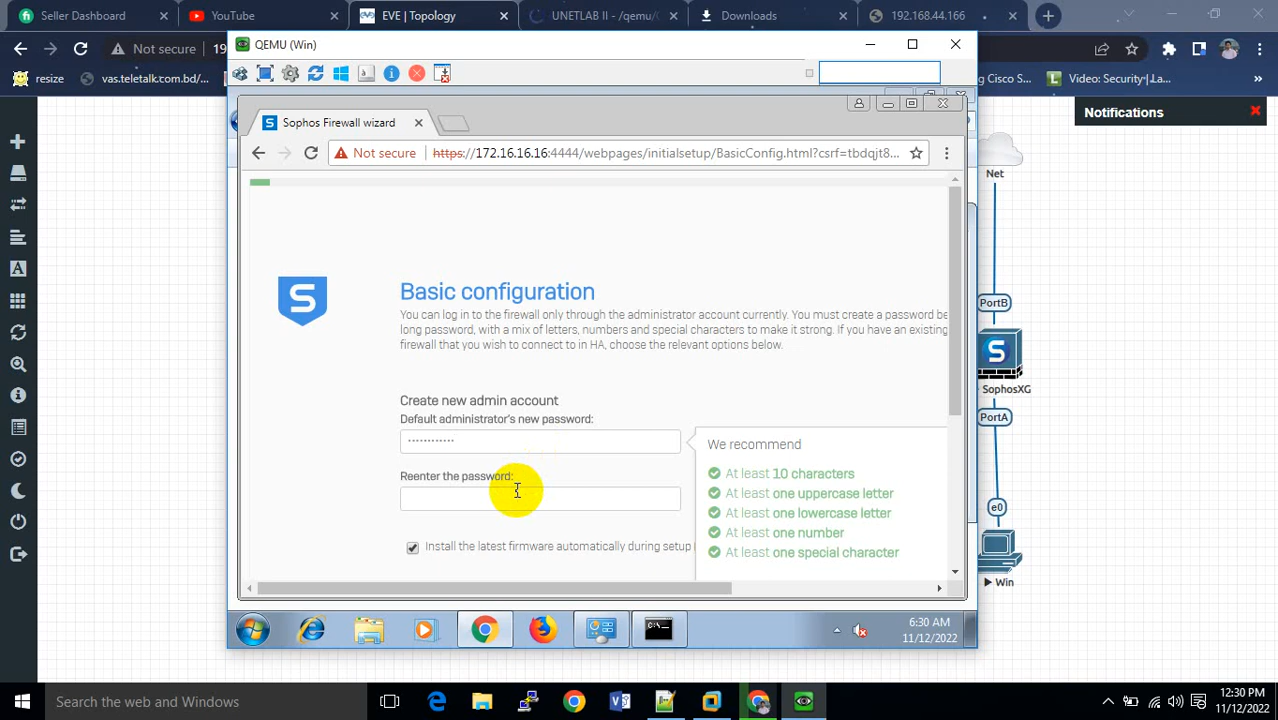 Seller Dashboard
YouTube
EVE | Topology
UNETLAB II - /qemu/
Downloads
192.168.44.166
QEMU (Win)
Not secure
19
resize
vas.teletalk.com.bd/...
ng Cisco S...
Video: Security | La...
Sophos Firewall wizard
Notifications
Not secure https://172.16.16.16:4444/webpages/initialsetup/BasicConfig.html?csrf=tbdqjt8...
Net
Basic configuration
You can log in to the firewall only through the administrator account currently. You must create a password be
long password, with a mix of letters, numbers and special characters to make it strong. If you have an existing
firewall that you wish to connect to in HA, choose the relevant options below.
PortB
S
SophosXG
PortA
Create new admin account
Default administrator's new password:
We recommend
At least 10 characters
Reenter the password:
At least one uppercase letter
At least one lowercase letter
At least one number
Install the latest firmware automatically during setup
At least one special character
e0
Win
6:30 AM
11/12/2022
Search the web and Windows
12:30 PM
11/12/2022